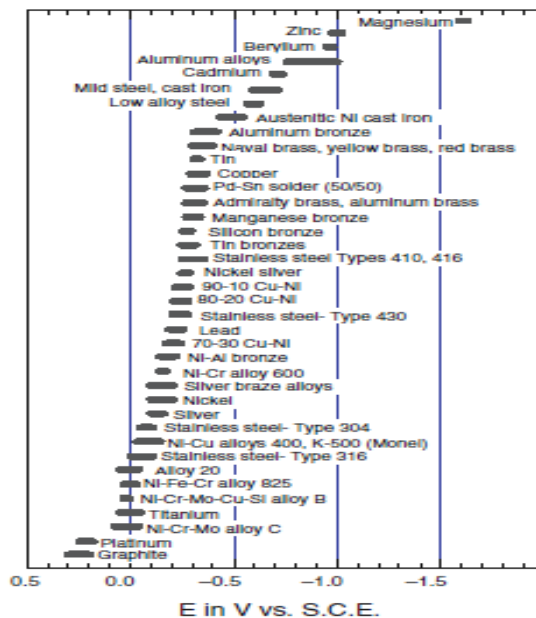 Magnesium
Zinc
Beryllium
Aluminum alloys
Cadmium
Mild steel, cast iron
Low alloy steel
Austenitic Ni cast iron
Aluminum bronze
Naval brass, yellow brass, red brass
Tin
Copper
Pd-Sn solder (50/50)
Admiralty brass, aluminum brass
Manganese bronze
Silicon bronze
Tin bronzes
Stainless steel Types 410, 416
Nickel silver
90-10 Cu-Ni
80-20 Cu-Ni
Stainless steel- Type 430
Lead
70-30 Cu-Ni
Ni-Al bronze
Ni-Cr alloy 600
Silver braze alloys
Nickel
Silver
Stainless steel- Type 304
Ni-Cu alloys 400, K-500 (Monel)
Stainless steel- Type 316
Alloy 20
Ni-Fe-Cr alloy 825
Ni-Cr-Mo-Cu-Si alloy B
Titanium
Ni-Cr-Mo alloy C
Platinum
Graphite
0.5 0.0 −0.5 −1.0 −1.5
E in V vs. S.C.E.